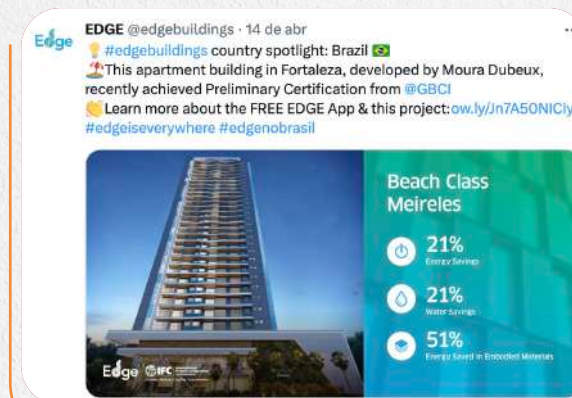 Edge
EDGE @edgebuildings · 14 de abr
#edgebuildings country spotlight: Brazil
This apartment building in Fortaleza, developed by Moura Dubeux,
recently achieved Preliminary Certification from @GBCI
Learn more about the FREE EDGE App & this project: ow.ly/Jn7A50NICly
#edgeiseverywhere #edgenobrasil
Beach Class
Meireles
21%
Energy Savings
21%
Water Savings
51%
Energy Saved in Embodied Materials
Edge IFC